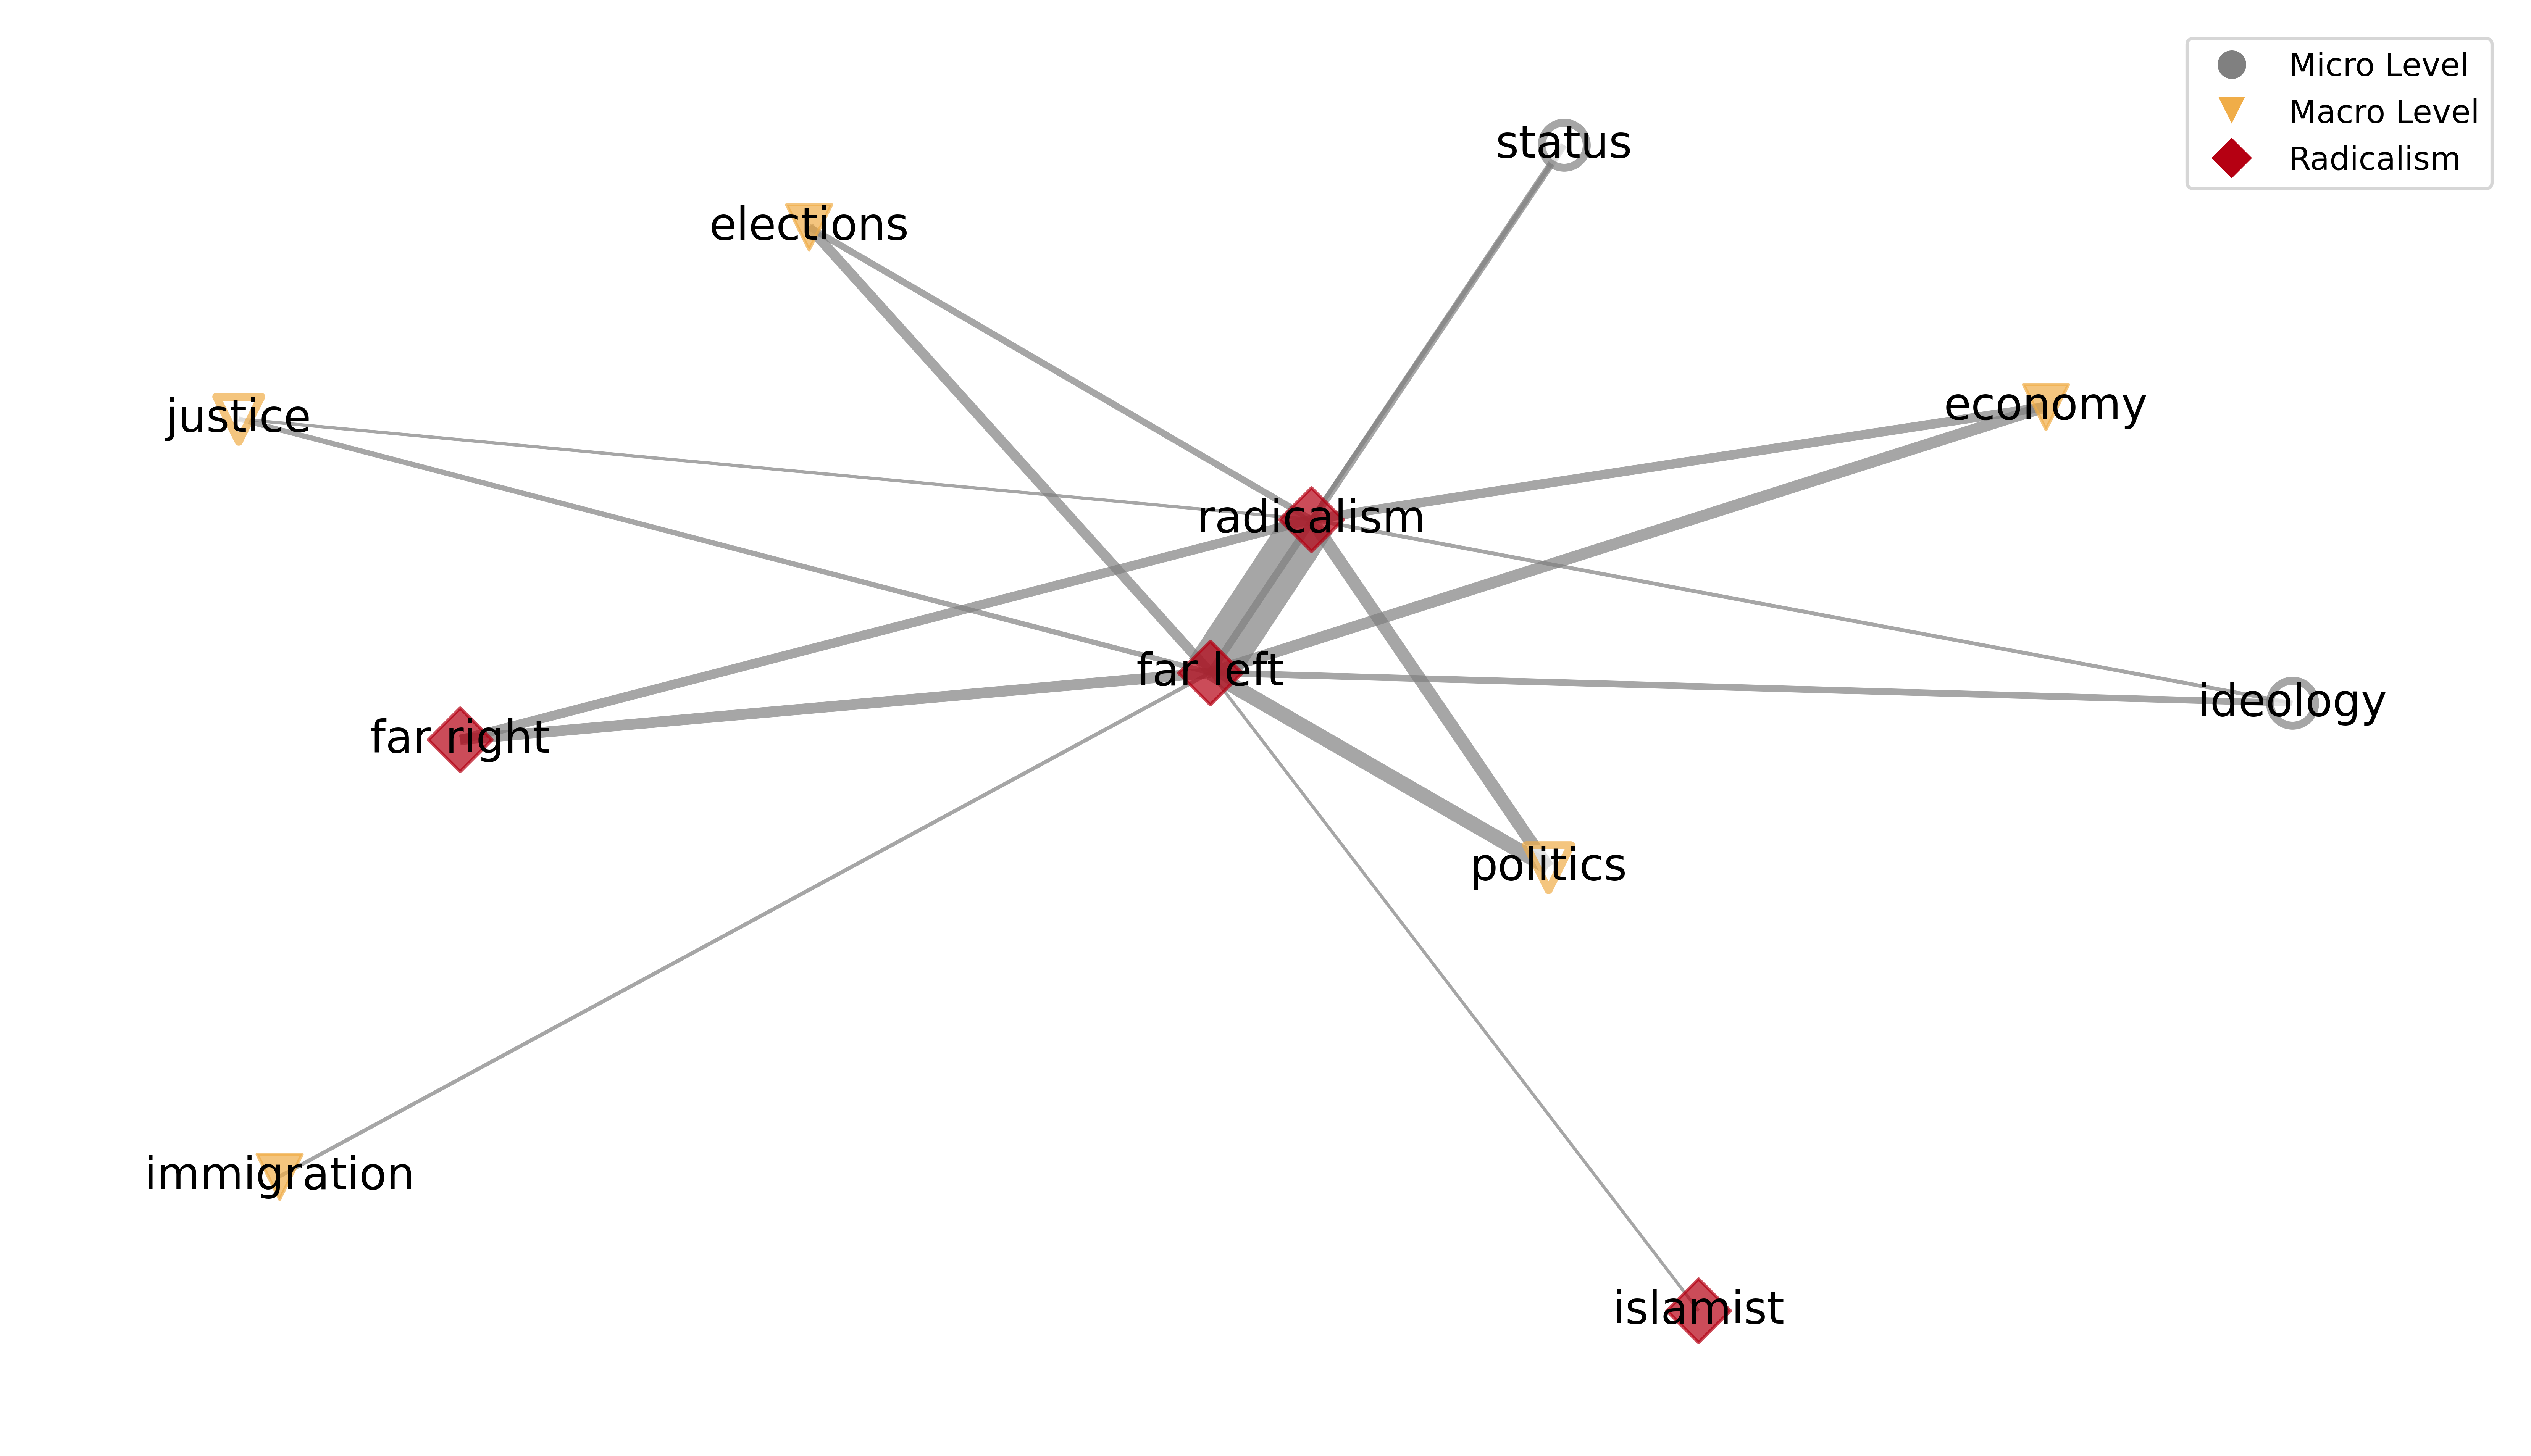 Micro Level
Macro Level
Radicalism
status
elections
economy
justice
radicalism
far left
ideology
far right
politics
immigration
islamist